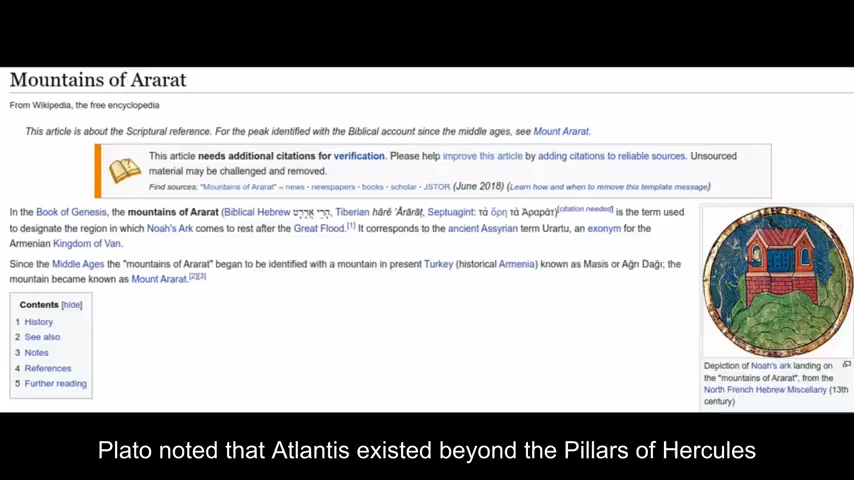 Mountains of Ararat
From Wikipedia, the free encyclopedia
This article is about the Scriptural reference. For the peak identified with the Biblical account since the middle ages, see Mount Ararat.
This article needs additional citations for verification. Please help improve this article by adding citations to reliable sources. Unsourced
material may be challenged and removed.
Find sources: "Mountains of Ararat" – news · newspapers · books · scholar · JSTOR (June 2018) (Learn how and when to remove this template message)
In the Book of Genesis, the mountains of Ararat (Biblical Hebrew הָרֵי אֲרָרָט, Tiberian hārê ’Ărārāṭ, Septuagint: τὰ ὄρη τὰ Ἀραράτ)[citation needed] is the term used
to designate the region in which Noah's Ark comes to rest after the Great Flood.[1] It corresponds to the ancient Assyrian term Urartu, an exonym for the
Armenian Kingdom of Van.
Since the Middle Ages the "mountains of Ararat" began to be identified with a mountain in present Turkey (historical Armenia) known as Masis or Ağrı Dağı; the
mountain became known as Mount Ararat.[2][3]
Contents [hide]
1 History
2 See also
3 Notes
4 References
5 Further reading
Depiction of Noah's ark landing on
the "mountains of Ararat", from the
North French Hebrew Miscellany (13th
century)
Plato noted that Atlantis existed beyond the Pillars of Hercules